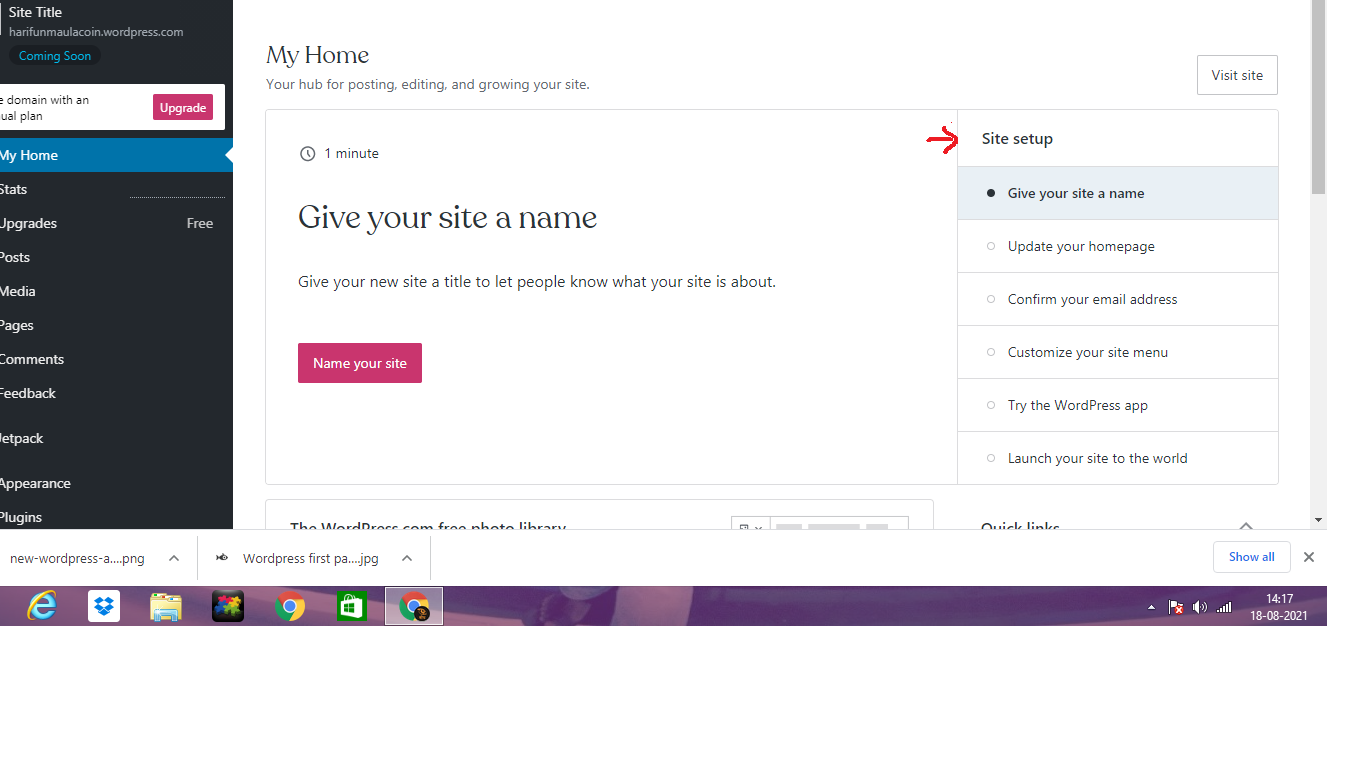 Site Title
harifunmaulacoin.wordpress.com
Coming Soon
e domain with an
ual plan
Upgrade
My Home
Stats
Upgrades
Free
Posts
Media
Pages
Comments
Feedback
Jetpack
Appearance
Plugins
My Home
Your hub for posting, editing, and growing your site.
Visit site
1 minute
Give your site a name
Give your new site a title to let people know what your site is about.
Name your site
Site setup
Give your site a name
Update your homepage
Confirm your email address
Customize your site menu
Try the WordPress app
Launch your site to the world
The WordPress.com free photo library
Quick links
new-wordpress-a....png
Wordpress first pa....jpg
Show all
14:17
18-08-2021